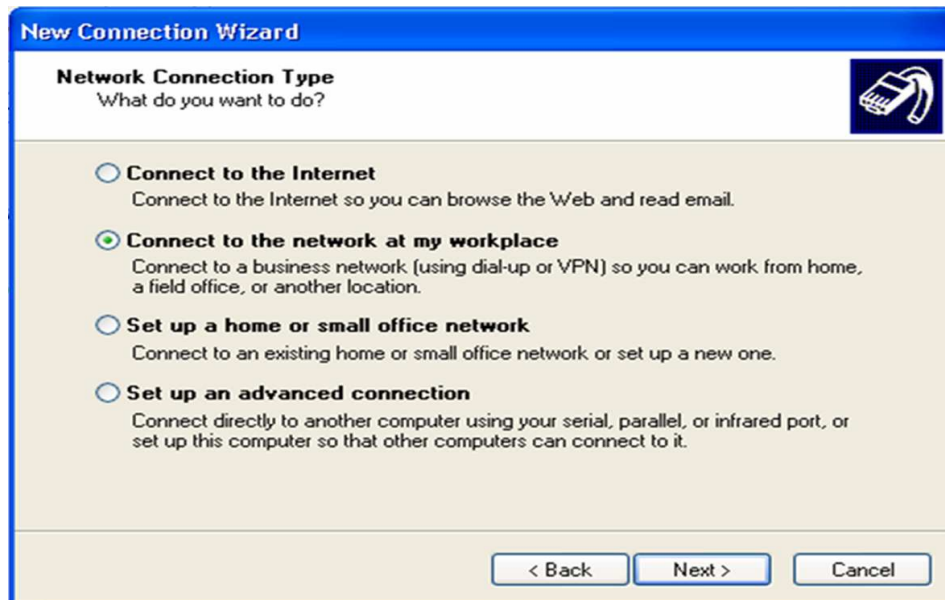 New Connection Wizard
Network Connection Type
What do you want to do?
Connect to the Internet
Connect to the Internet so you can browse the Web and read email.
Connect to the network at my workplace
Connect to a business network (using dial-up or VPN) so you can work from home,
a field office, or another location.
Set up a home or small office network
Connect to an existing home or small office network or set up a new one.
Set up an advanced connection
Connect directly to another computer using your serial, parallel, or infrared port, or
set up this computer so that other computers can connect to it.
< Back Next > Cancel